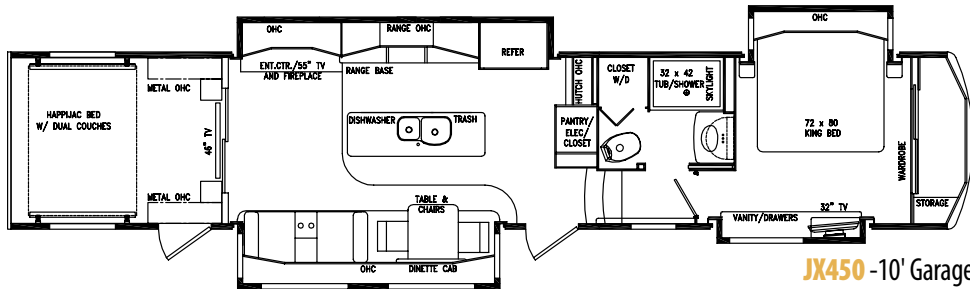 OHC
RANGE OHC
REFER
ENT.CTR./55" TV
AND FIREPLACE
RANGE BASE
METAL OHC
HAPPIJAC BED
W/ DUAL COUCHES
46" TV
METAL OHC
DISHWASHER
TRASH
TABLE &
CHAIRS
OHC
DINETTE CAB
HUTCH OHC
PANTRY/
ELEC/
CLOSET
CLOSET
W/D
32 x 42
TUB/SHOWER
SKYLIGHT
OHC
72 x 80
KING BED
WARDROBE
STORAGE
32" TV
VANITY/DRAWERS
JX450 -10' Garage